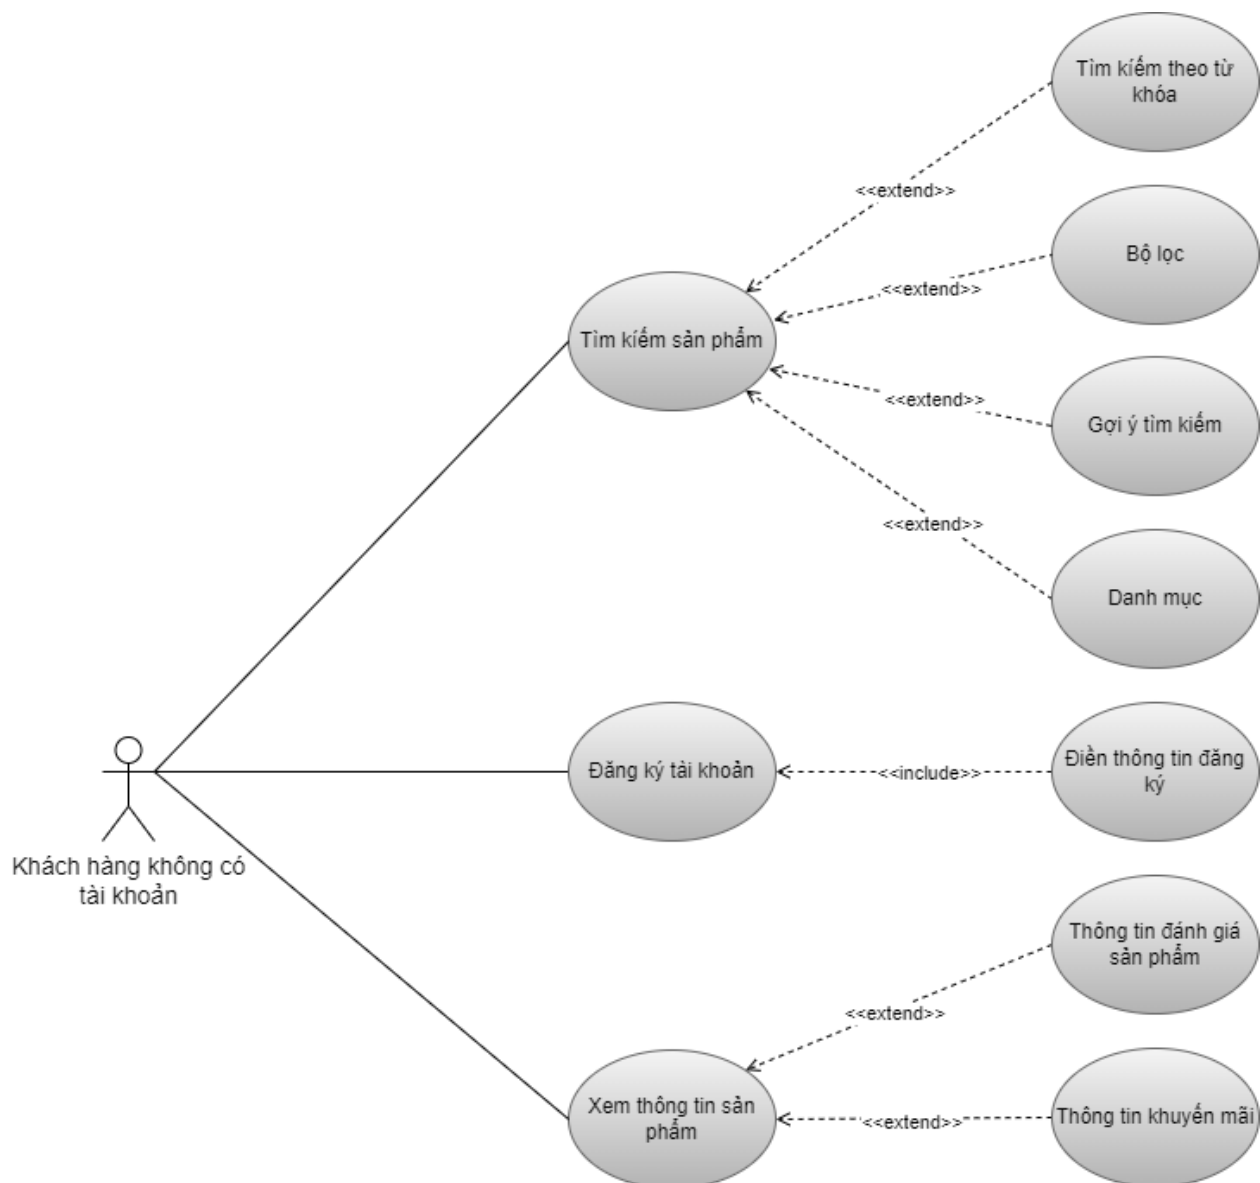 Tìm kiếm theo từ
khóa
<<extend>>
Bộ lọc
<<extend>>
Tìm kiếm sản phẩm
<<extend>>
Gợi ý tìm kiếm
<<extend>>
Danh mục
Đăng ký tài khoản
<<include>>
Điền thông tin đăng
ký
Khách hàng không có
tài khoản
Thông tin đánh giá
sản phẩm
<<extend>>
Xem thông tin sản
phẩm
<<extend>>
Thông tin khuyến mãi